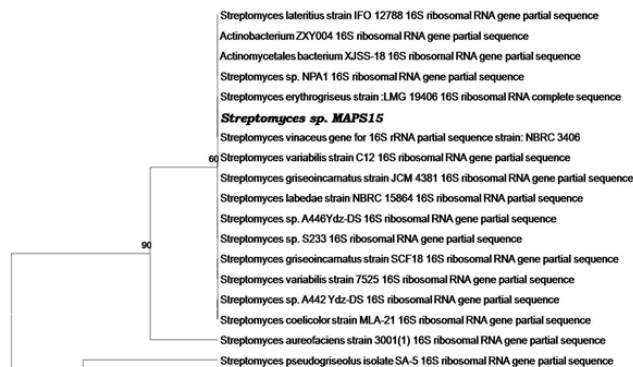 Streptomyces lateritius strain IFO 12788 16S ribosomal RNA gene partial sequence
Actinobacterium ZXY004 16S ribosomal RNA gene partial sequence
Actinomycetales bacterium XJSS-18 16S ribosomal RNA gene partial sequence
Streptomyces sp. NPA1 16S ribosomal RNA gene partial sequence
Streptomyces erythrogriseus strain :LMG 19406 16S ribosomal RNA complete sequence
Streptomyces sp. MAPS15
Streptomyces vinaceus gene for 16S rRNA partial sequence strain: NBRC 3406
60
Streptomyces variabilis strain C12 16S ribosomal RNA gene partial sequence
Streptomyces griseoincarnatus strain JCM 4381 16S ribosomal RNA gene partial sequence
Streptomyces labedae strain NBRC 15864 16S ribosomal RNA partial sequence
Streptomyces sp. A446Ydz-DS 16S ribosomal RNA gene partial sequence
90
Streptomyces sp. S233 16S ribosomal RNA gene partial sequence
Streptomyces griseoincarnatus strain SCF18 16S ribosomal RNA gene partial sequence
Streptomyces variabilis strain 7525 16S ribosomal RNA gene partial sequence
Streptomyces sp. A442 Ydz-DS 16S ribosomal RNA gene partial sequence
Streptomyces coelicolor strain MLA-21 16S ribosomal RNA gene partial sequence
Streptomyces aureofaciens strain 3001(1) 16S ribosomal RNA gene partial sequence
Streptomyces pseudogriseolus isolate SA-5 16S ribosomal RNA gene partial sequence